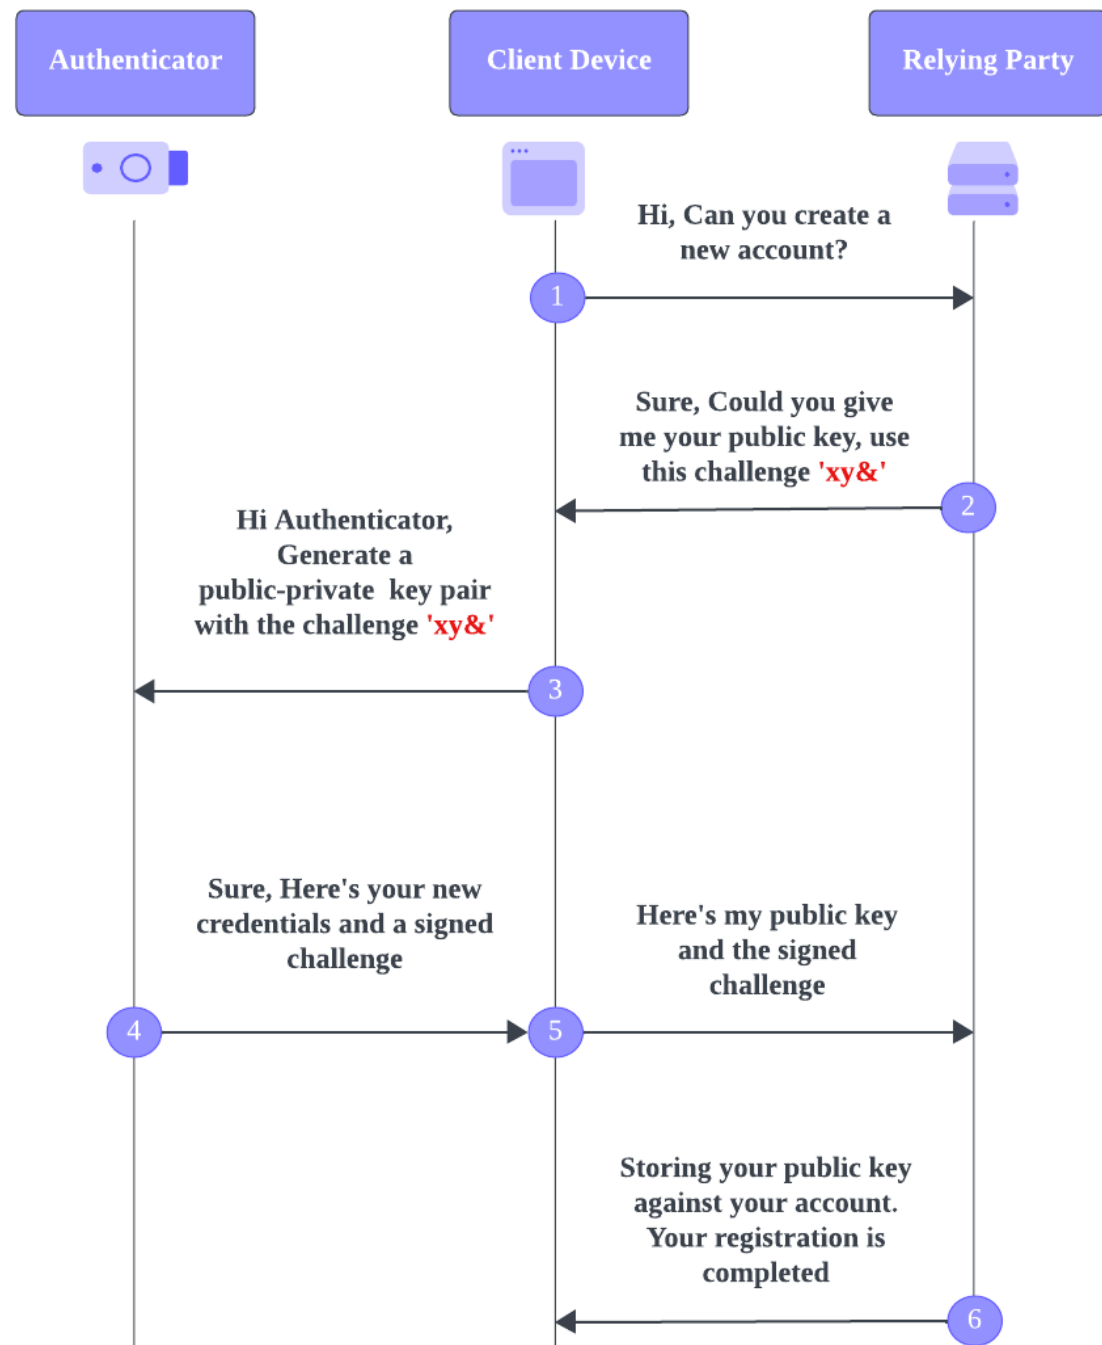 Authenticator
Client Device
Relying Party
Hi, Can you create a
new account?
1
Sure, Could you give
me your public key, use
this challenge 'xy&'
2
Hi Authenticator,
Generate a
public-private  key pair
with the challenge 'xy&'
3
Sure, Here's your new
credentials and a signed
challenge
4
Here's my public key
and the signed
challenge
5
Storing your public key
against your account.
Your registration is
completed
6